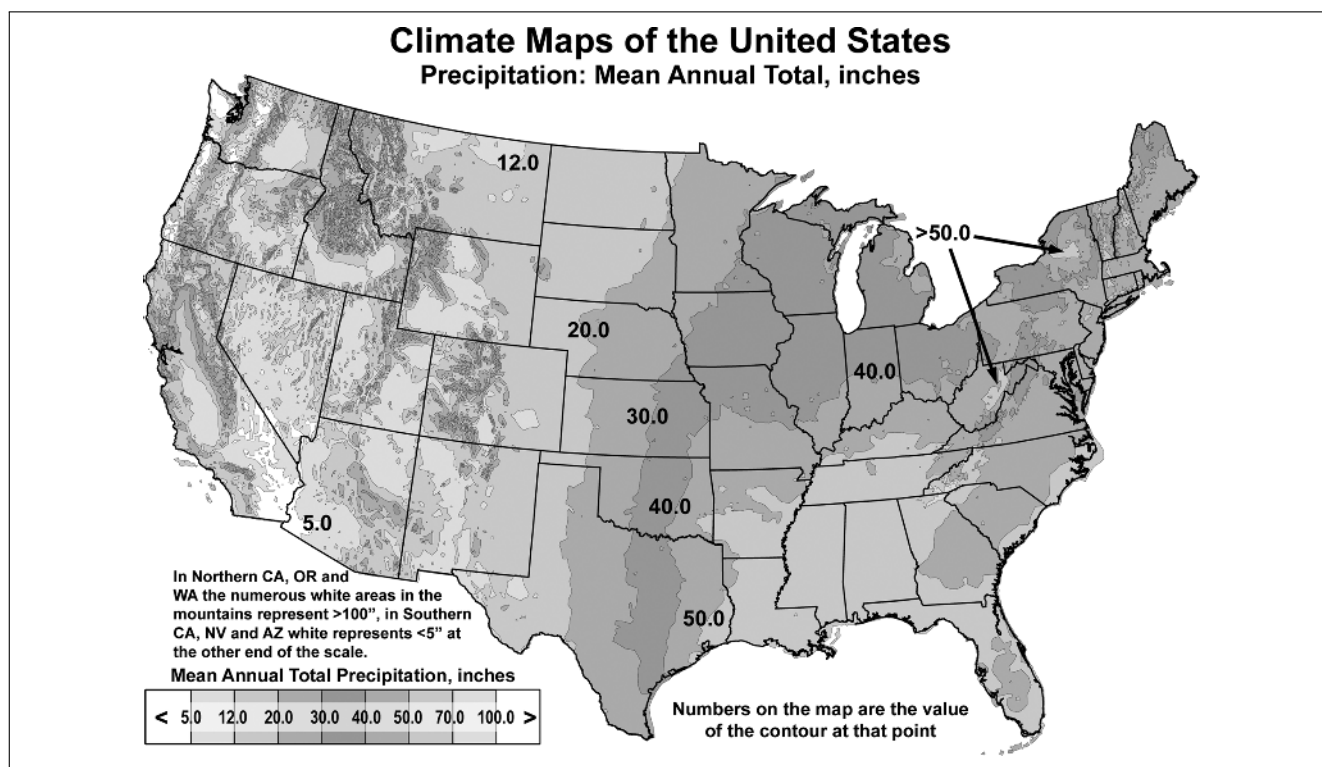 Climate Maps of the United States
Precipitation: Mean Annual Total, inches
12.0
>50.0
20.0
40.0
30.0
40.0
5.0
50.0
In Northern CA, OR and
WA the numerous white areas in the
mountains represent >100”, in Southern
CA, NV and AZ white represents <5” at
the other end of the scale.
Mean Annual Total Precipitation, inches
< 5.0 12.0 20.0 30.0 40.0 50.0 70.0 100.0 >
Numbers on the map are the value
of the contour at that point